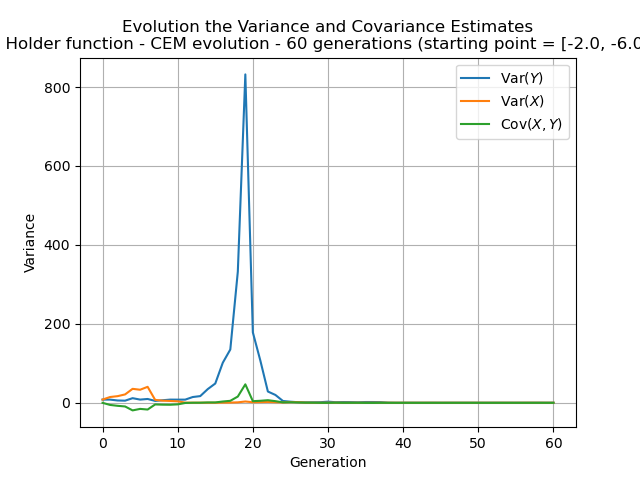 Evolution the Variance and Covariance Estimates
Holder function - CEM evolution - 60 generations (starting point = [-2.0, -6.0
Var(Y)
Var(X)
Cov(X, Y)
800
600
400
200
0
Variance
0 10 20 30 40 50 60
Generation